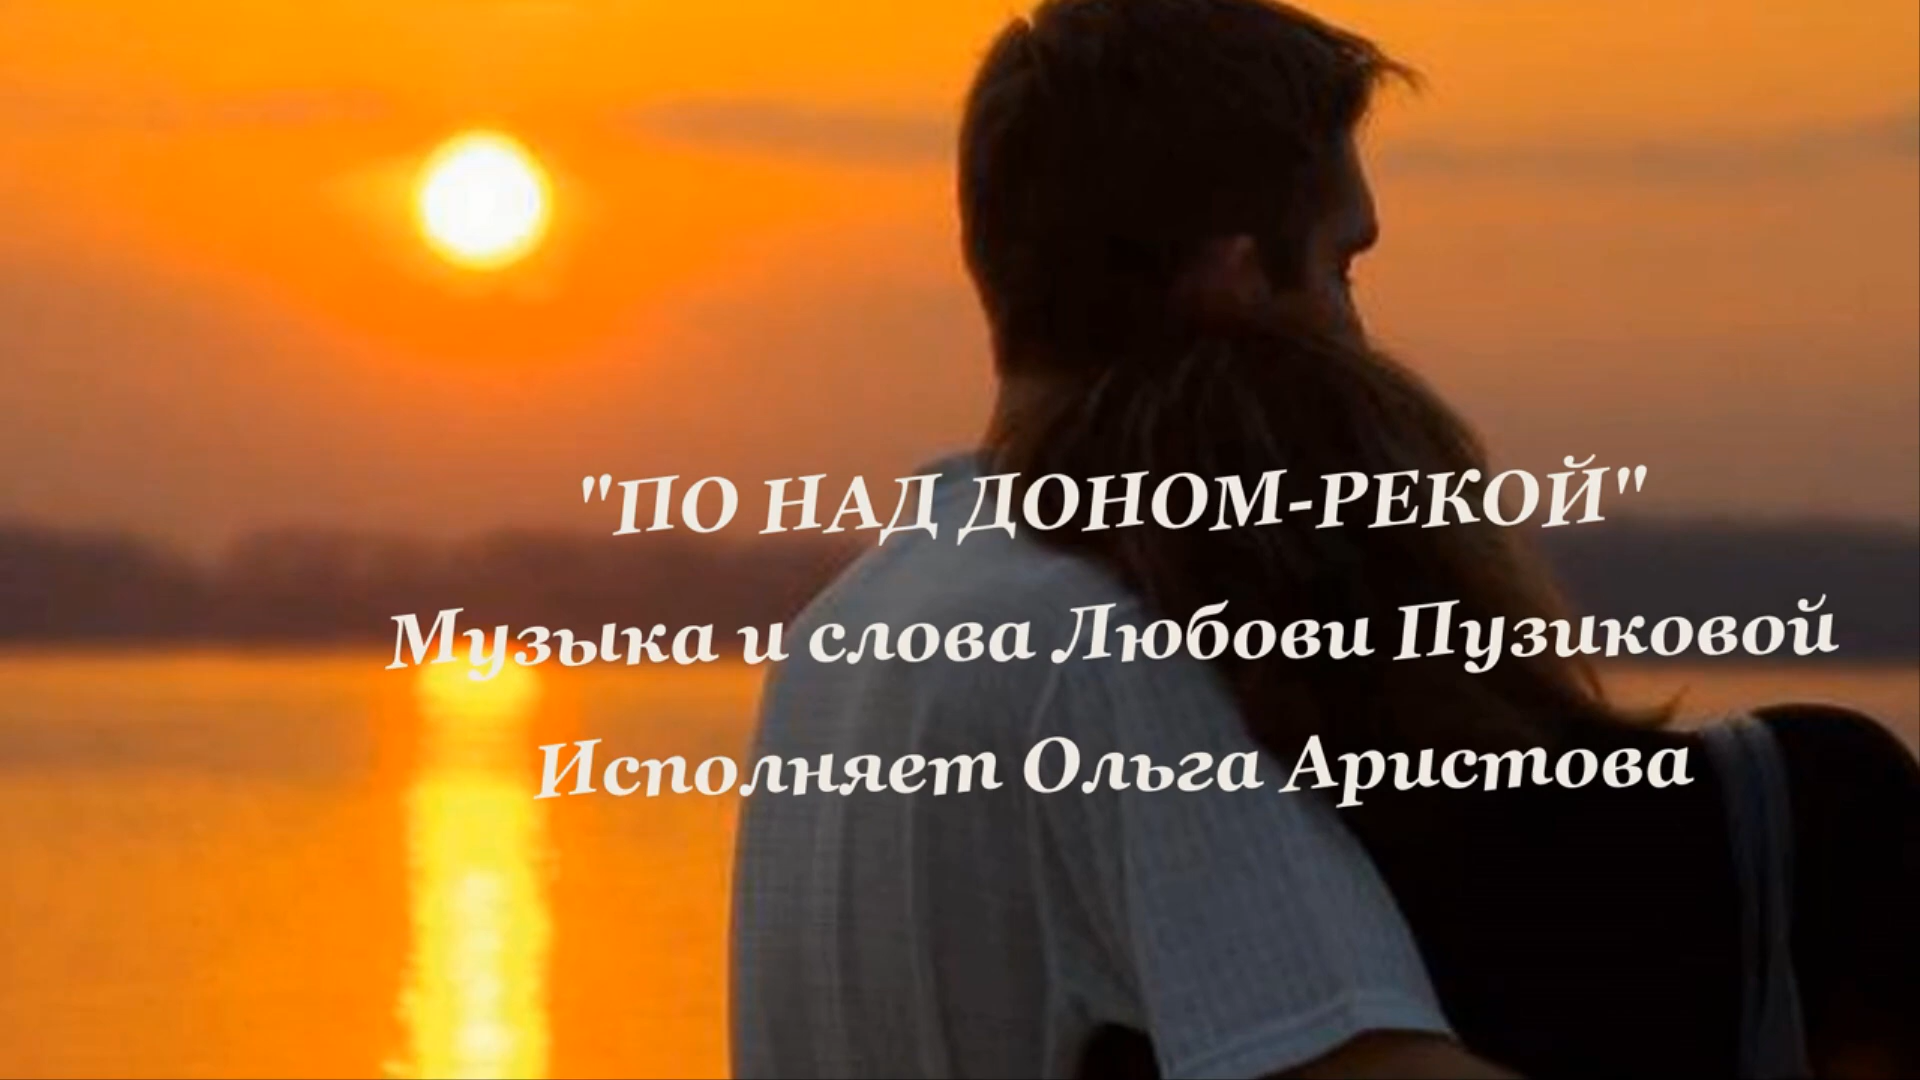 "ПО НАД ДОНОМ-РЕКОЙ"
Музыка и слова Любови Пузиковой
Исполняет Ольга Аристова